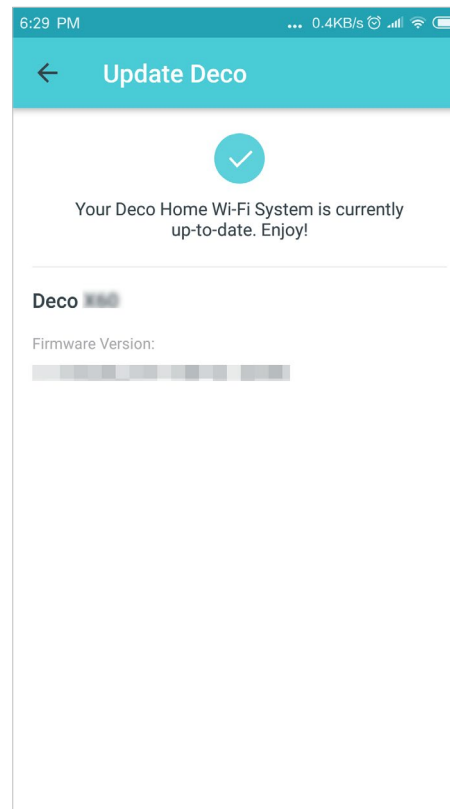 6:29 PM ... 0.4KB/s
Update Deco
Your Deco Home Wi-Fi System is currently
up-to-date. Enjoy!
Deco
Firmware Version: